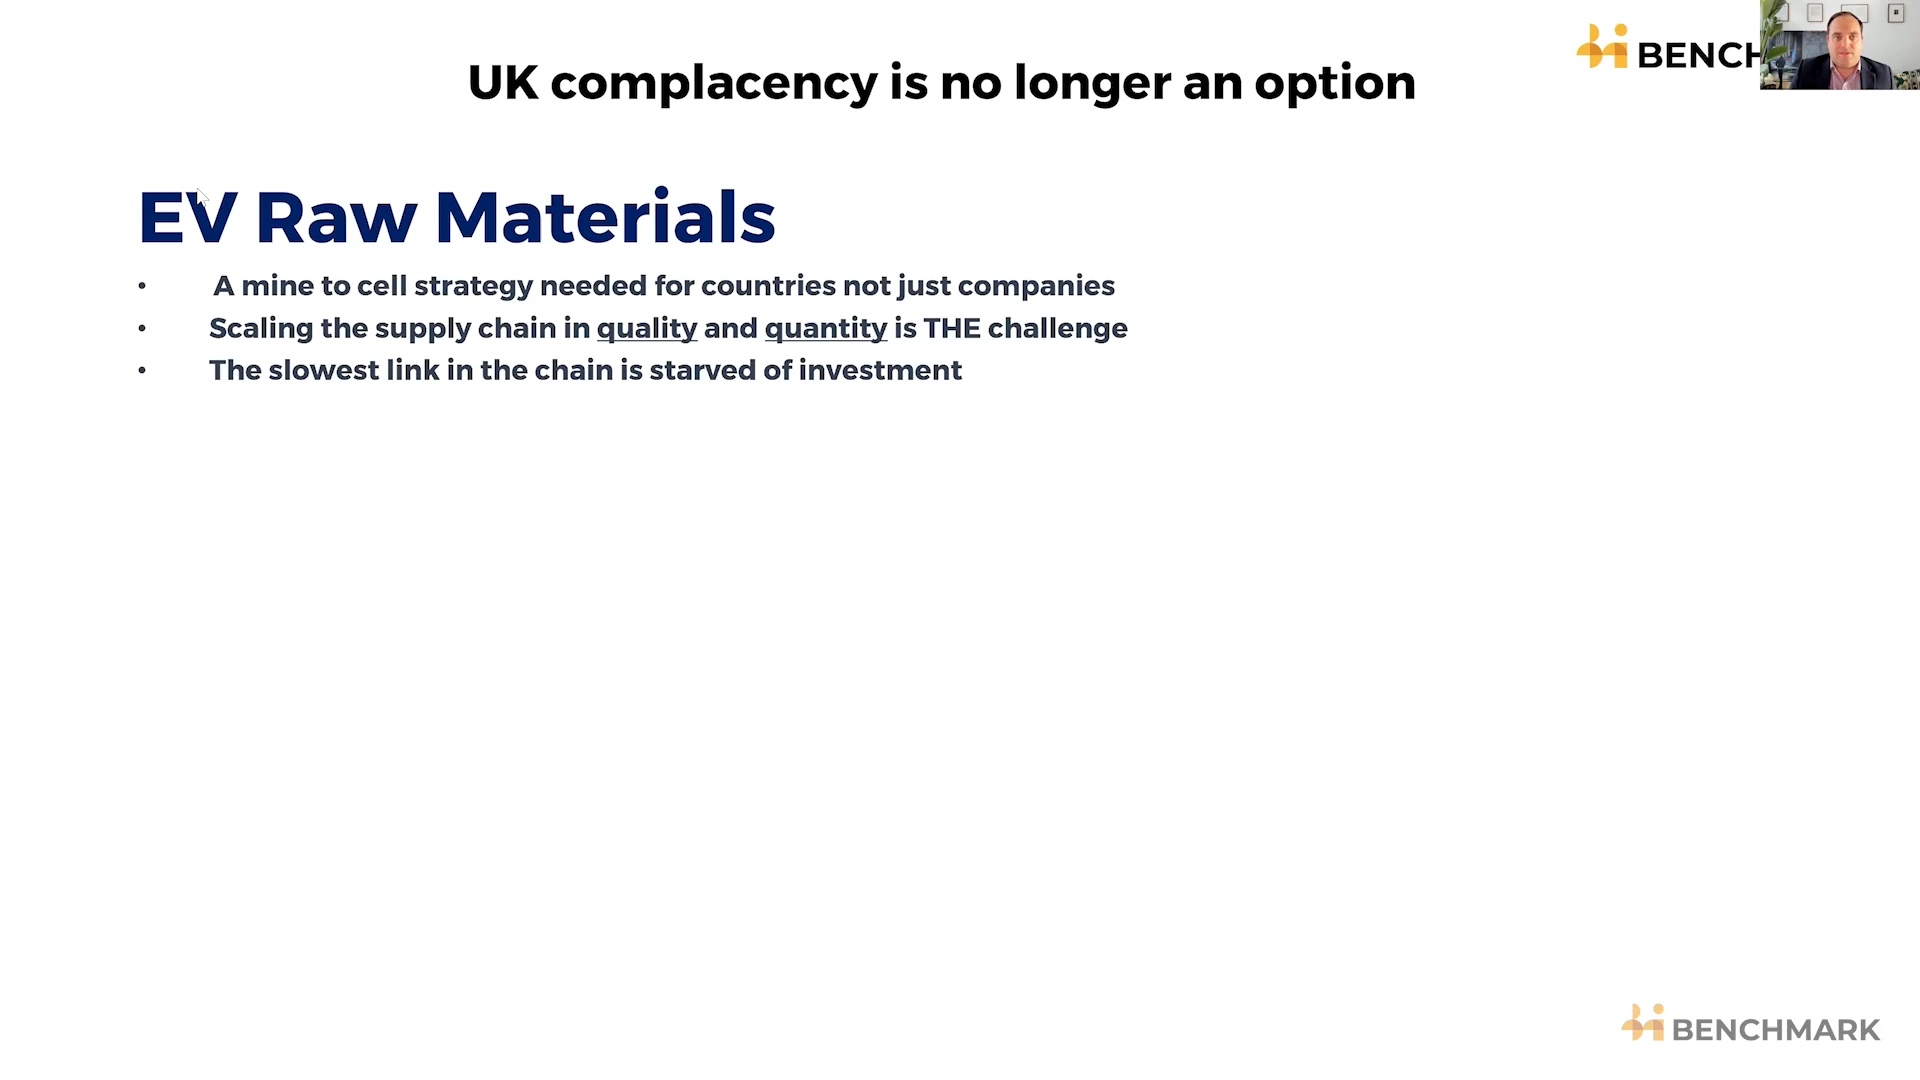 BENCH
UK complacency is no longer an option
EV Raw Materials
• A mine to cell strategy needed for countries not just companies
• Scaling the supply chain in quality and quantity is THE challenge
• The slowest link in the chain is starved of investment
BENCHMARK